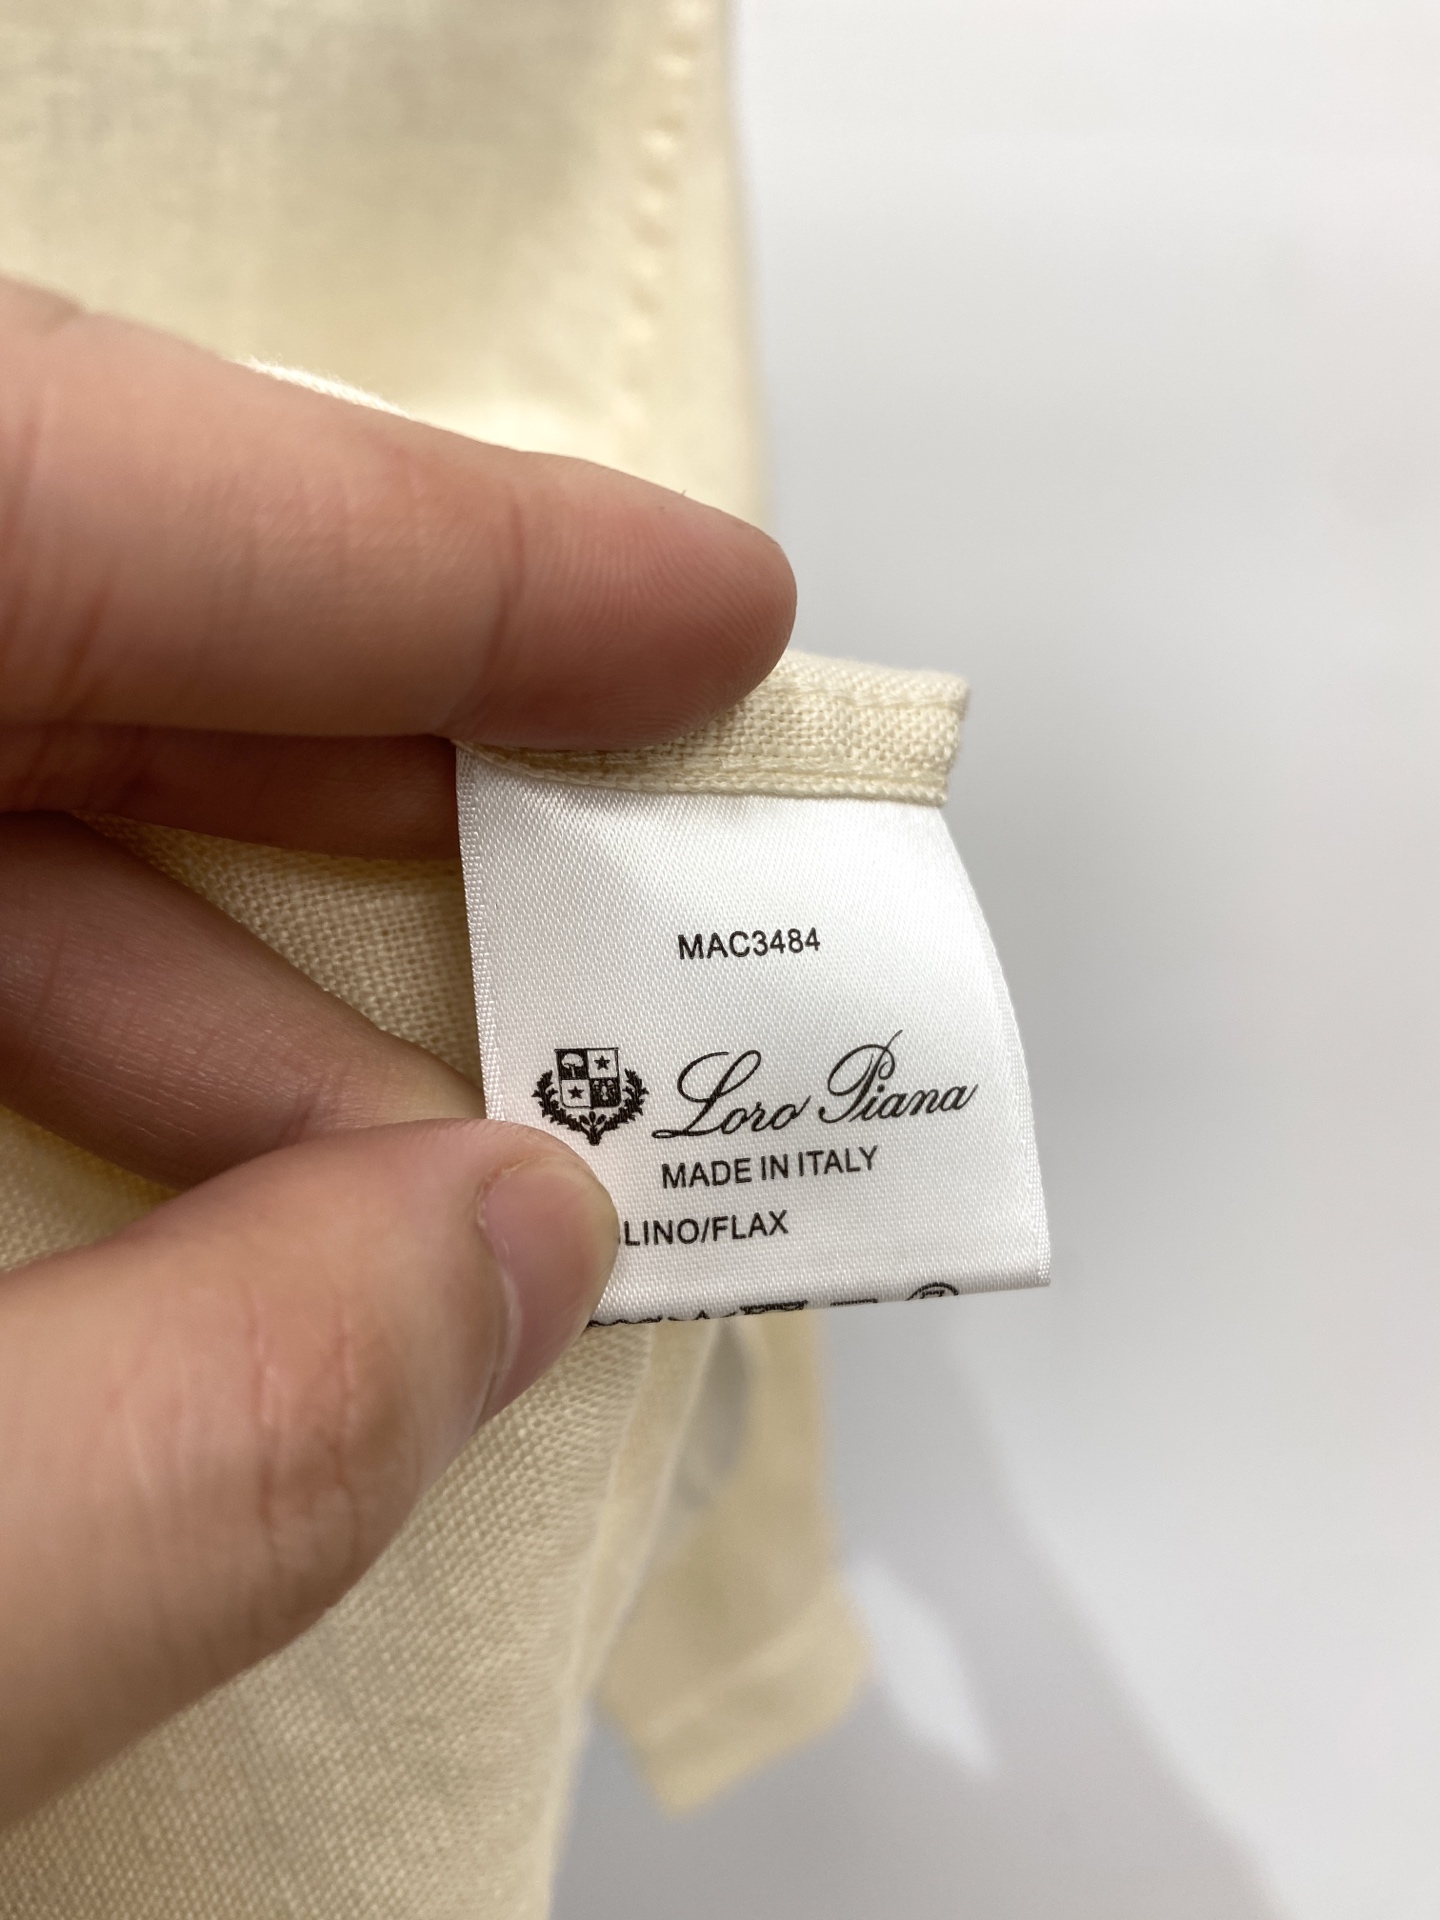 MAC3484
Loro Piana
MADE IN ITALY
LINO/FLAX